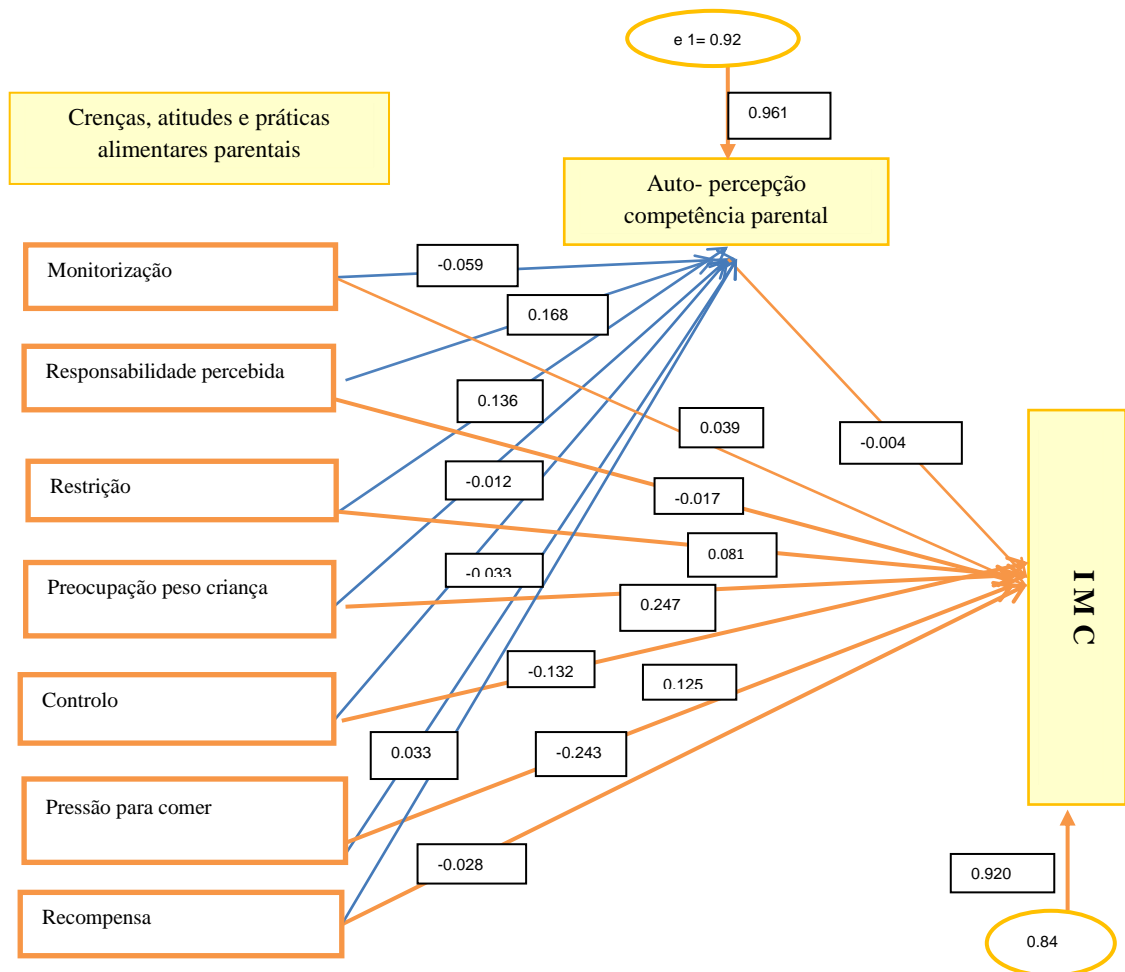 e 1= 0.92
0.961
Crenças, atitudes e práticas
alimentares parentais
Auto- percepção
competência parental
Monitorização
-0.059
0.168
Responsabilidade percebida
0.136
0.039
-0.004
Restrição
-0.012
-0.017
0.081
Preocupação peso criança
-0.033
0.247
I M C
Controlo
-0.132
0.125
0.033
-0.243
Pressão para comer
-0.028
0.920
Recompensa
0.84